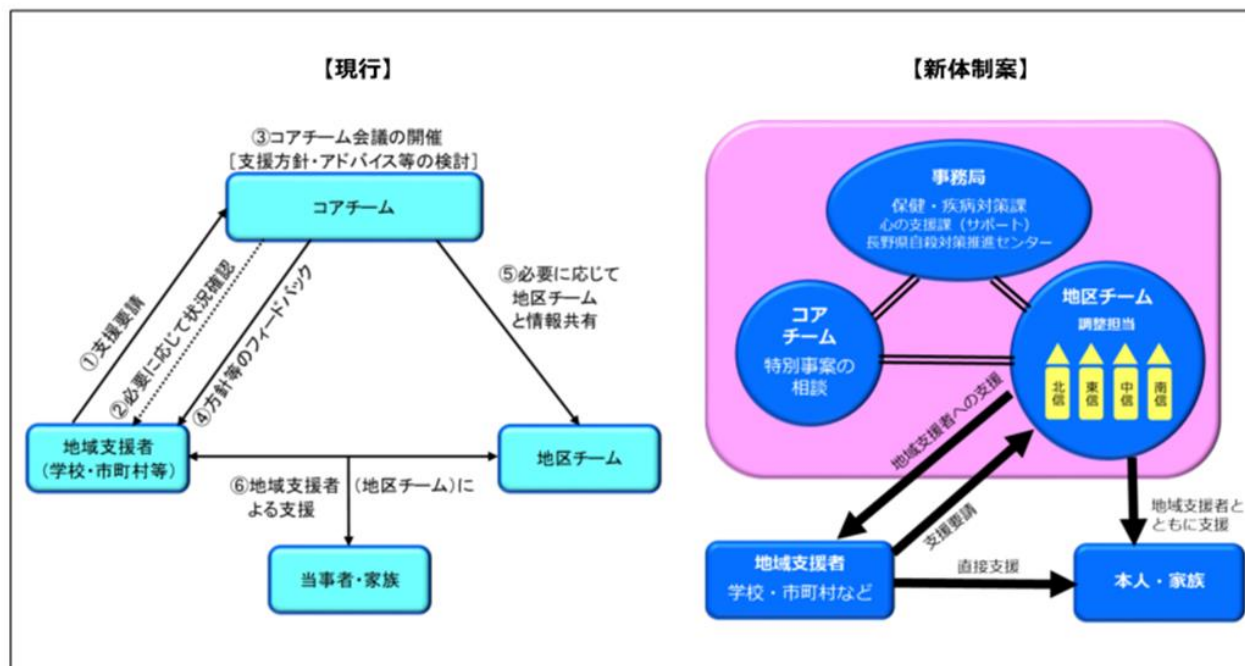 【現行】
③コアチーム会議の開催
[支援方針・アドバイス等の検討]
コアチーム
①支援要請
②必要に応じて状況確認
④方針等のフィードバック
⑤必要に応じて
地区チーム
と情報共有
地域支援者
(学校・市町村等)
地区チーム
⑥地域支援者 (地区チーム)に
よる支援
当事者・家族
【新体制案】
事務局
保健・疾病対策課
心の支援課(サポート)
長野県自殺対策推進センター
コア
チーム
特別事案の
相談
地区チーム
調整担当
北信
東信
中信
南信
地域支援者への支援
支援要請
地域支援者と
ともに支援
地域支援者
学校・市町村など
直接支援
本人・家族